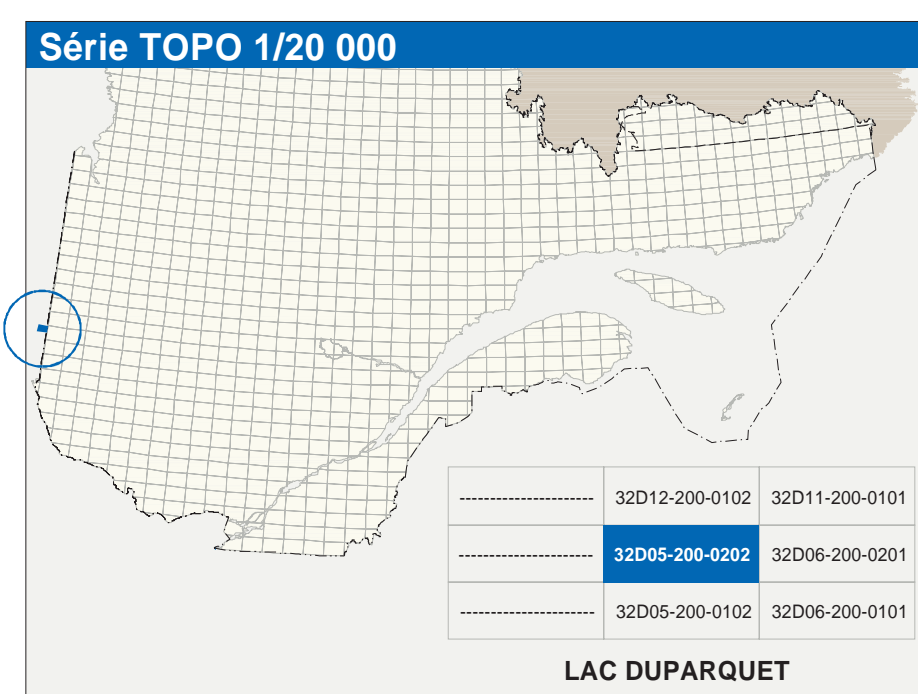 Série TOPO 1/20 000
---------------------- 32D12-200-0102 32D11-200-0101
---------------------- 32D05-200-0202 32D06-200-0201
---------------------- 32D05-200-0102 32D06-200-0101
LAC DUPARQUET